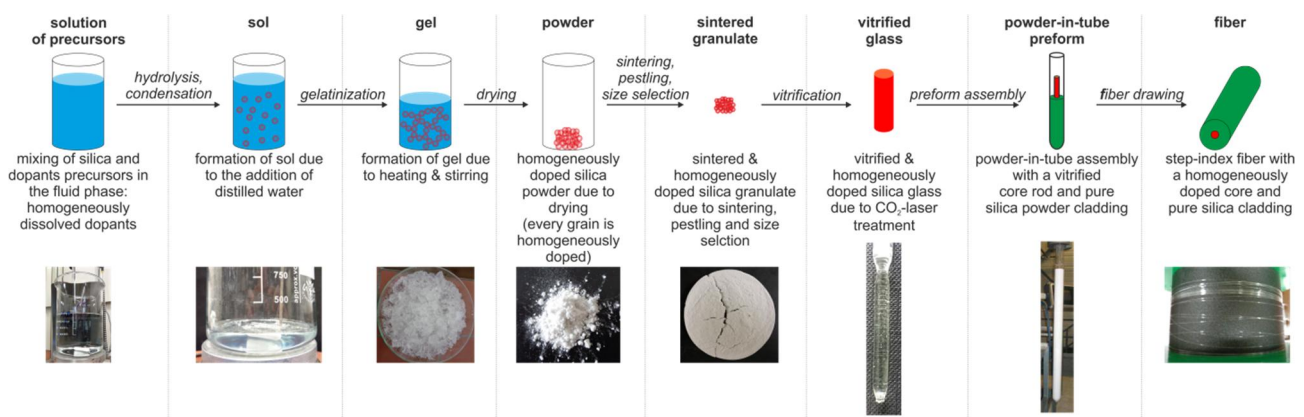 solution
of precursors
sol
gel
powder
sintered
granulate
vitrified
glass
powder-in-tube
preform
fiber
hydrolysis,
condensation
gelatinization
drying
sintering,
pestling,
size selection
vitrification
preform assembly
fiber drawing
mixing of silica and
dopants precursors in
the fluid phase:
homogeneously
dissolved dopants
formation of sol due
to the addition of
distilled water
formation of gel due
to heating & stirring
homogeneously
doped silica
powder due to
drying
(every grain is
homogeneously
doped)
sintered &
homogeneously
doped silica granulate
due to sintering,
pestling and size
selction
vitrified &
homogeneously
doped silica glass
due to CO₂-laser
treatment
powder-in-tube assembly
with a vitrified
core rod and pure
silica powder cladding
step-index fiber with
a homogeneously
doped core and
pure silica cladding
750
500